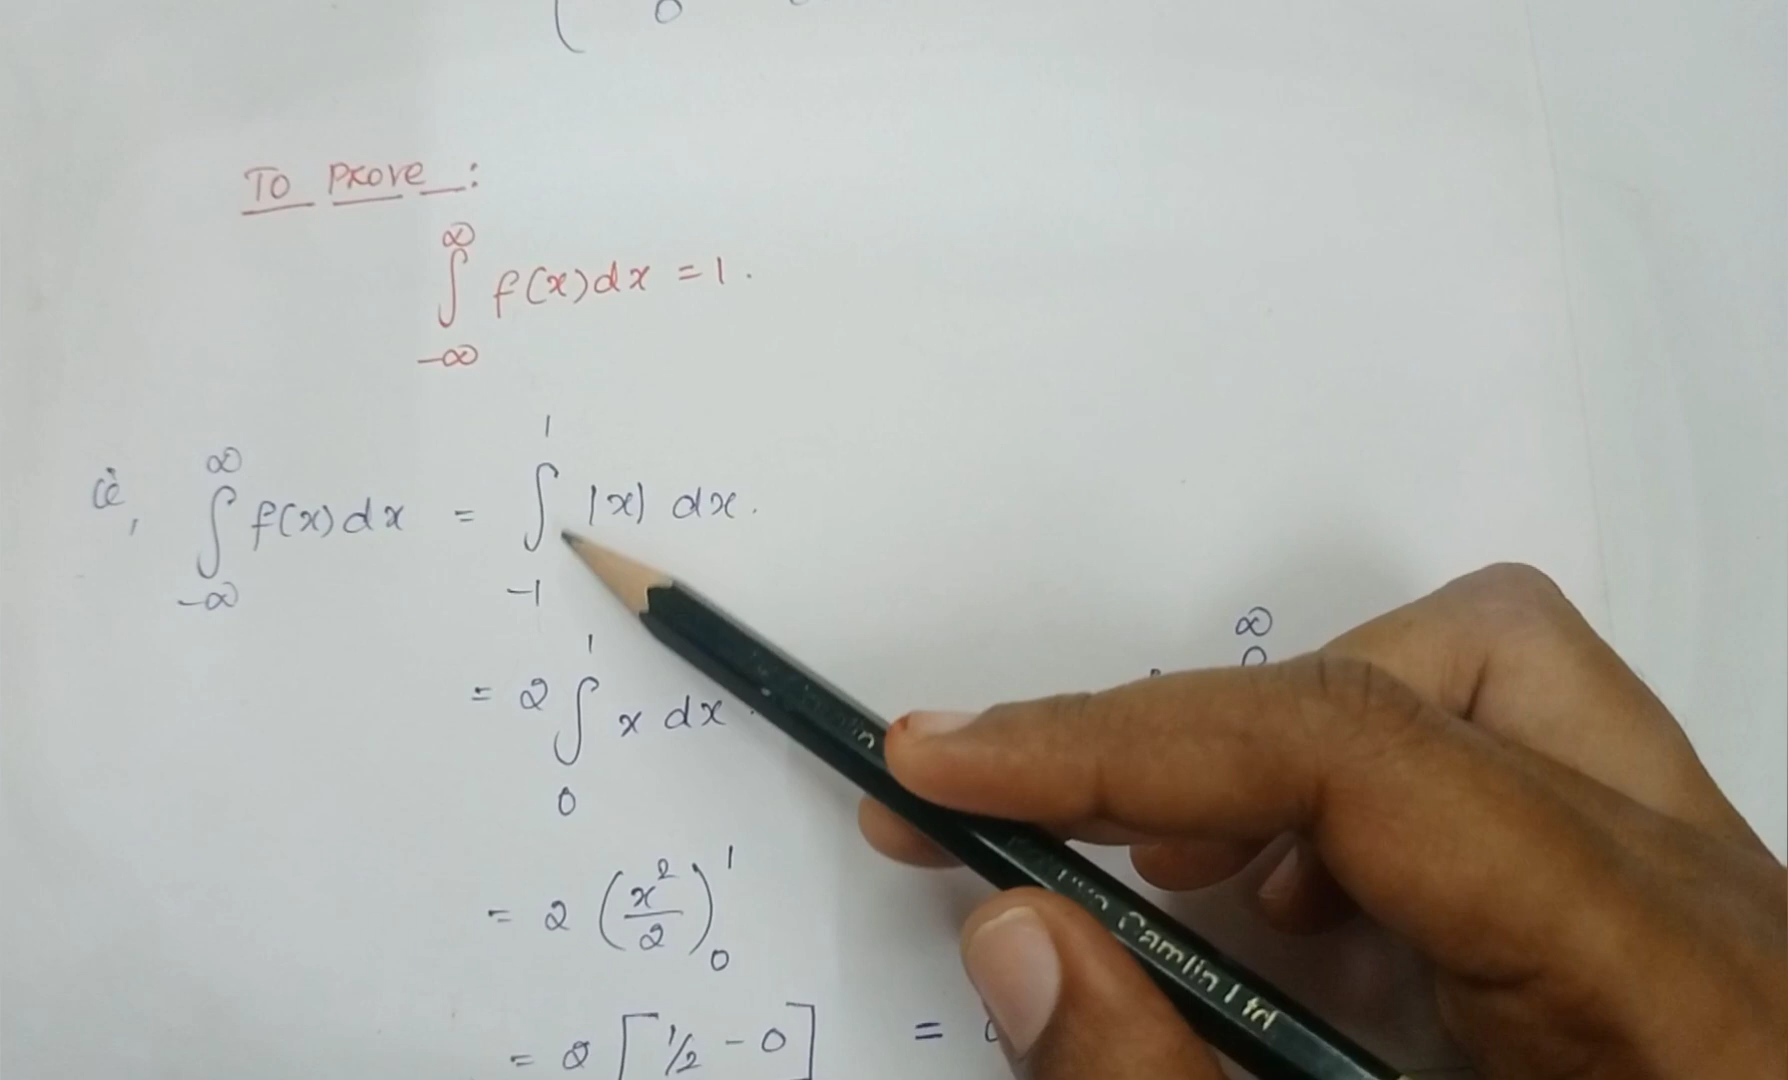 ( 0
To Prove :
∞ ∫ -∞ f(x)dx = 1.
ie, ∞ ∫ -∞ f(x)dx = 1 ∫ -1 |x| dx.
= 2 1 ∫ 0 x dx.
∞
= 2 (x²/2)¹₀
= 2 [1/2 - 0] =
Camlin Ltd